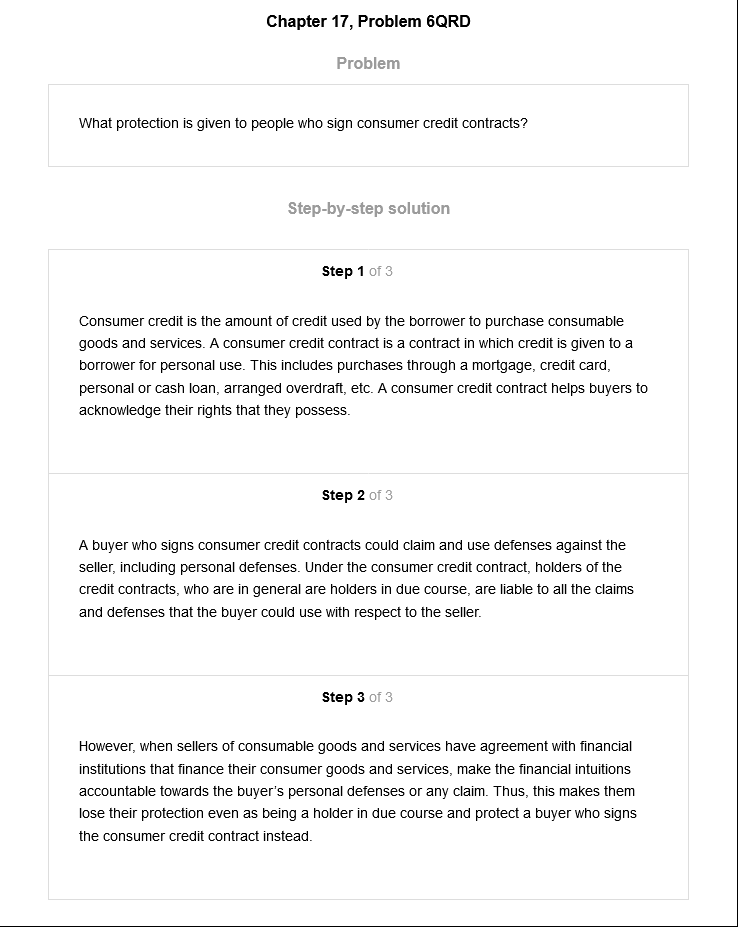 Chapter 17, Problem 6QRD
Problem
What protection is given to people who sign consumer credit contracts?
Step-by-step solution
Step 1 of 3
Consumer credit is the amount of credit used by the borrower to purchase consumable
goods and services. A consumer credit contract is a contract in which credit is given to a
borrower for personal use. This includes purchases through a mortgage, credit card,
personal or cash loan, arranged overdraft, etc. A consumer credit contract helps buyers to
acknowledge their rights that they possess.
Step 2 of 3
A buyer who signs consumer credit contracts could claim and use defenses against the
seller, including personal defenses. Under the consumer credit contract, holders of the
credit contracts, who are in general are holders in due course, are liable to all the claims
and defenses that the buyer could use with respect to the seller.
Step 3 of 3
However, when sellers of consumable goods and services have agreement with financial
institutions that finance their consumer goods and services, make the financial intuitions
accountable towards the buyer's personal defenses or any claim. Thus, this makes them
lose their protection even as being a holder in due course and protect a buyer who signs
the consumer credit contract instead.